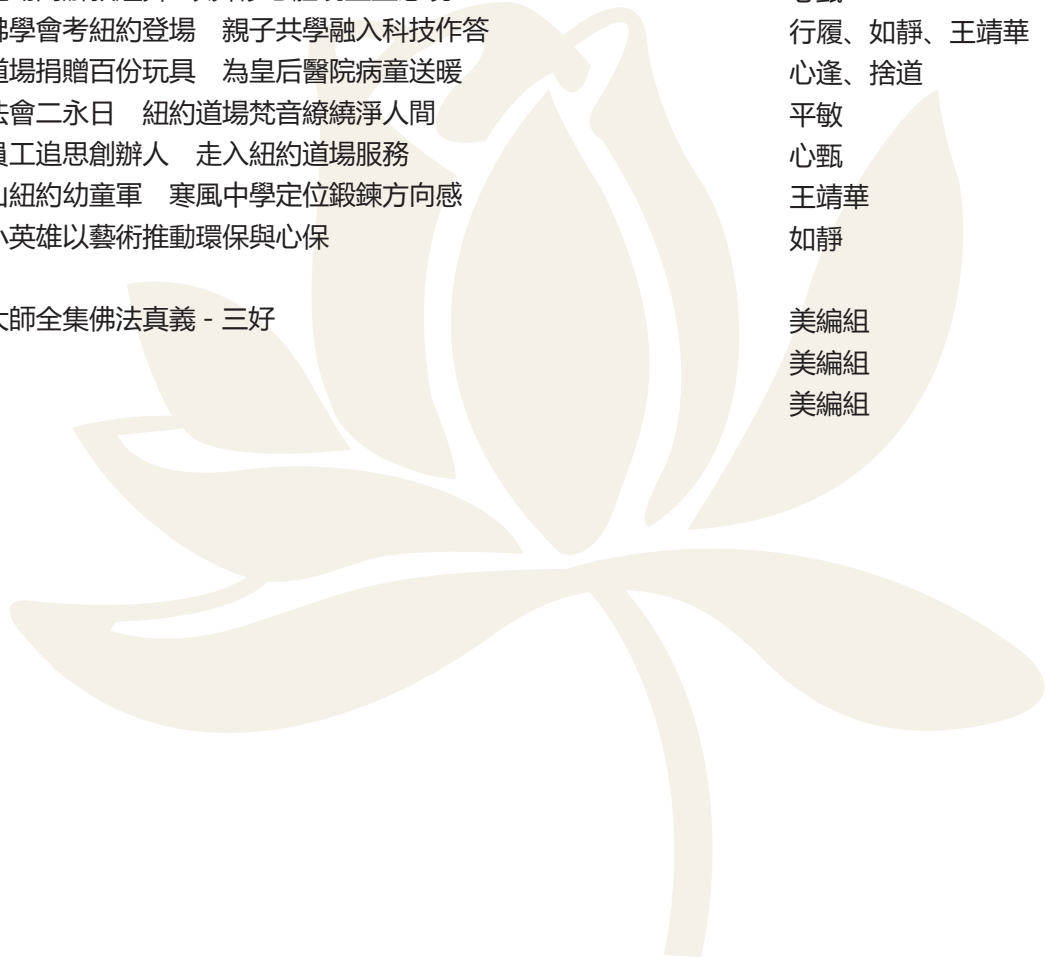 佛學會考紐約登場　親子共學融入科技作答　行履、如靜、王靖華
道場捐贈百份玩具　為皇后醫院病童送暖　心逢、捨道
法會二永日　紐約道場梵音繚繞淨人間　平敏
員工追思創辦人　走入紐約道場服務　心甄
山紐約幼童軍　寒風中學定位鍛鍊方向感　王靖華
小英雄以藝術推動環保與心保　如靜
大師全集佛法真義 - 三好　美編組
美編組
美編組